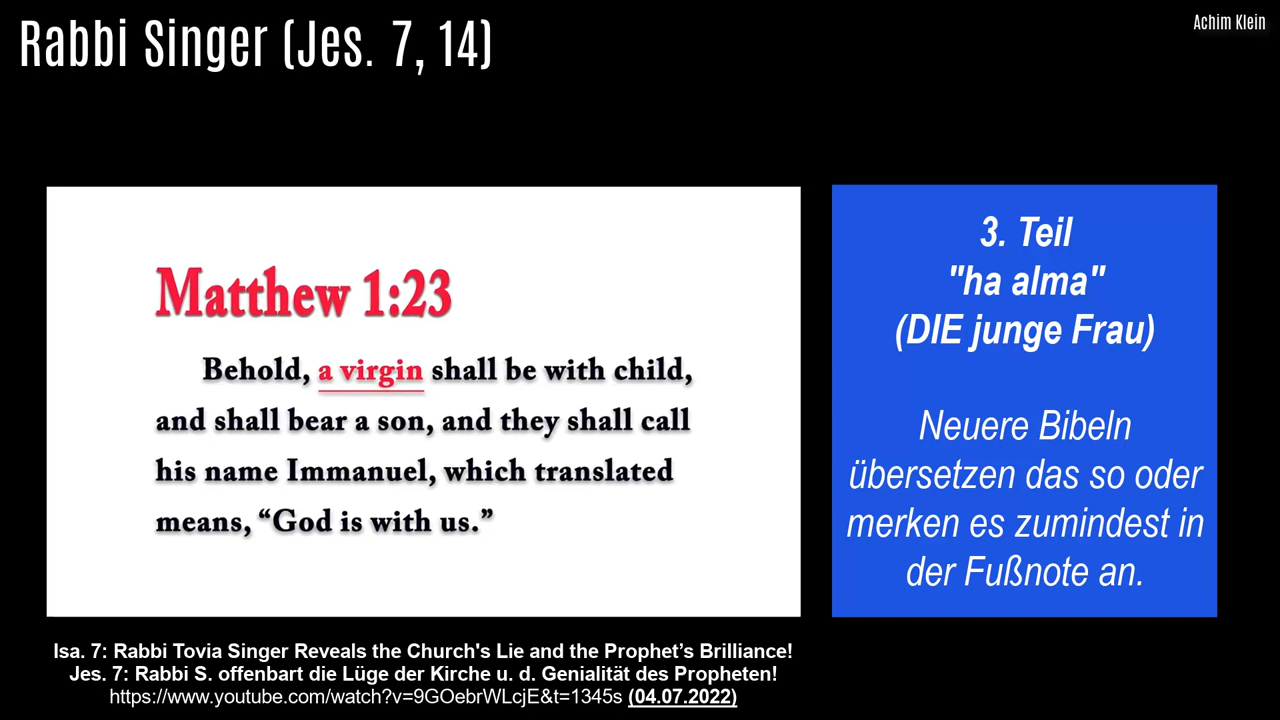 Rabbi Singer (Jes. 7, 14)
Achim Klein
Matthew 1:23
Behold, a virgin shall be with child,
and shall bear a son, and they shall call
his name Immanuel, which translated
means, “God is with us.”
3. Teil
"ha alma"
(DIE junge Frau)
Neuere Bibeln
übersetzen das so oder
merken es zumindest in
der Fußnote an.
Isa. 7: Rabbi Tovia Singer Reveals the Church's Lie and the Prophet’s Brilliance!
Jes. 7: Rabbi S. offenbart die Lüge der Kirche u. d. Genialität des Propheten!
https://www.youtube.com/watch?v=9GOebrWLcjE&t=1345s (04.07.2022)